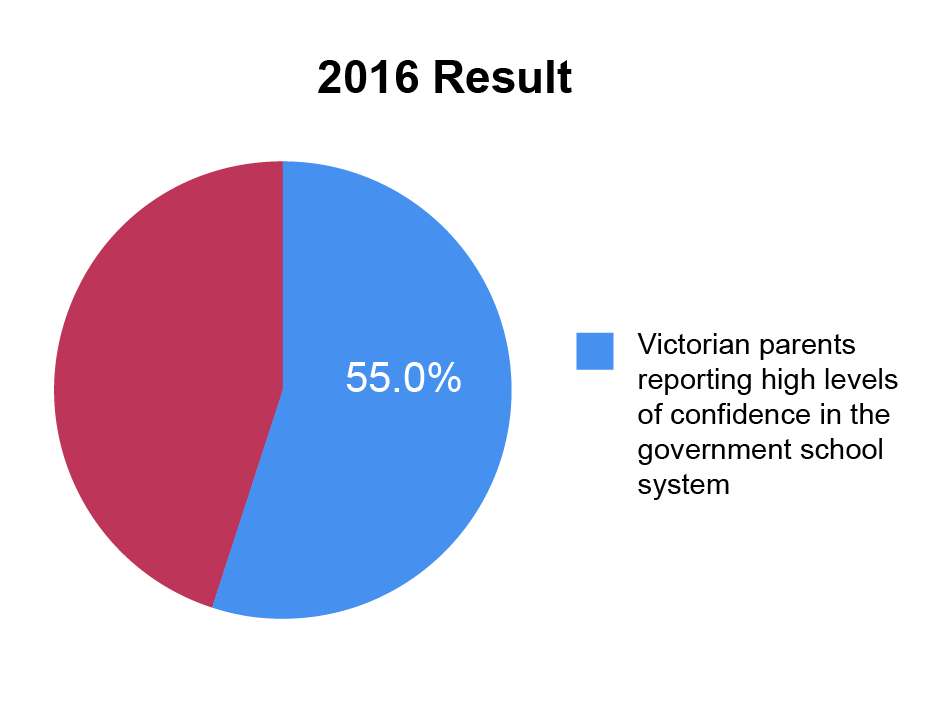 2016 Result
55.0%
Victorian parents
reporting high levels
of confidence in the
government school
system